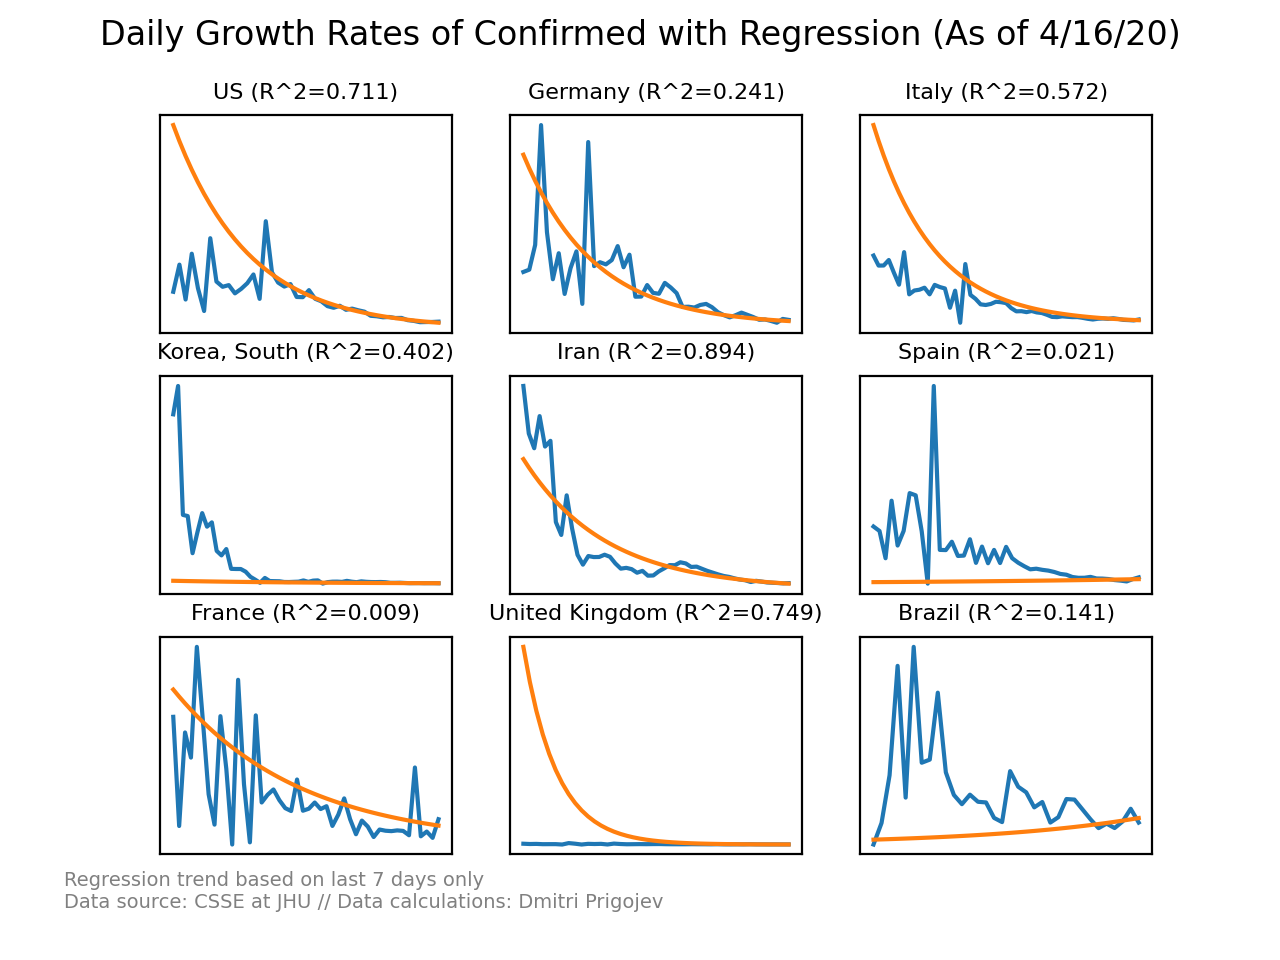 Daily Growth Rates of Confirmed with Regression (As of 4/16/20)
US (R^2=0.711)
Germany (R^2=0.241)
Italy (R^2=0.572)
Korea, South (R^2=0.402)
Iran (R^2=0.894)
Spain (R^2=0.021)
France (R^2=0.009)
United Kingdom (R^2=0.749)
Brazil (R^2=0.141)
Regression trend based on last 7 days only
Data source: CSSE at JHU // Data calculations: Dmitri Prigojev